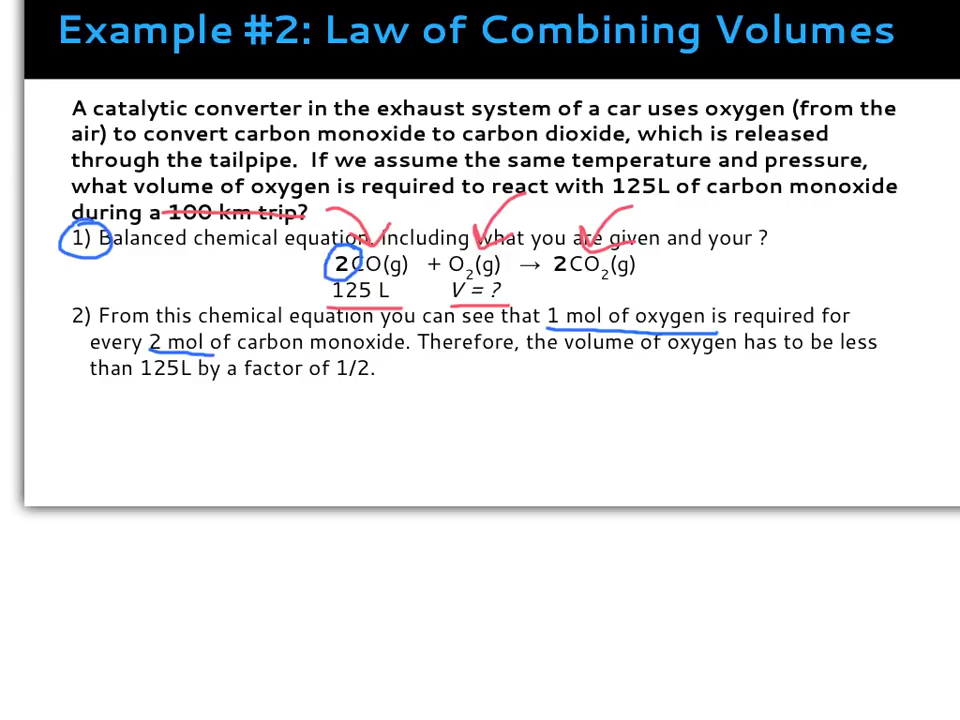 Example #2: Law of Combining Volumes
A catalytic converter in the exhaust system of a car uses oxygen (from the
air) to convert carbon monoxide to carbon dioxide, which is released
through the tailpipe. If we assume the same temperature and pressure,
what volume of oxygen is required to react with 125L of carbon monoxide
during a 100 km trip?
1) Balanced chemical equation, including what you are given and your ?
2CO(g) + O₂(g) → 2CO₂(g)
125 L V = ?
2) From this chemical equation you can see that 1 mol of oxygen is required for
every 2 mol of carbon monoxide. Therefore, the volume of oxygen has to be less
than 125L by a factor of 1/2.